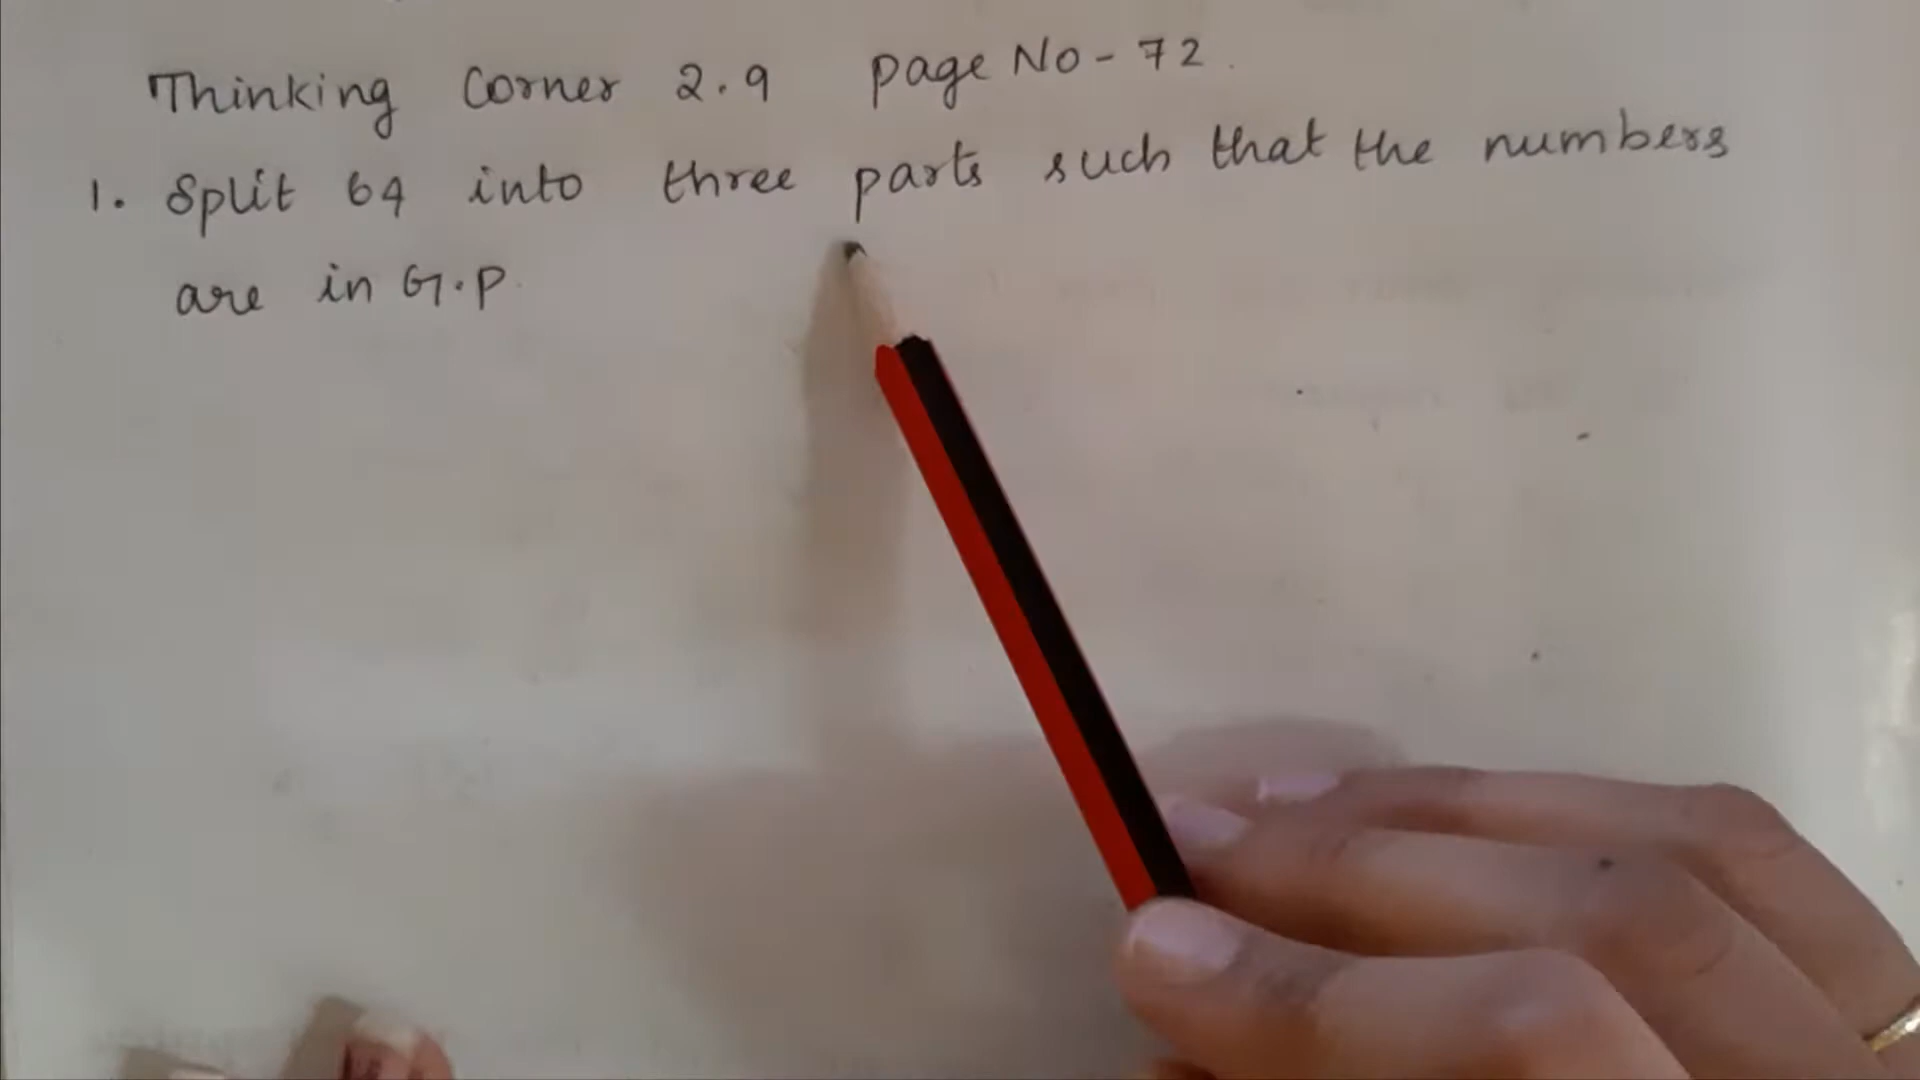 Thinking Corner 2.9 page No - 72.
1. Split 64 into three parts such that the numbers
are in G.P.